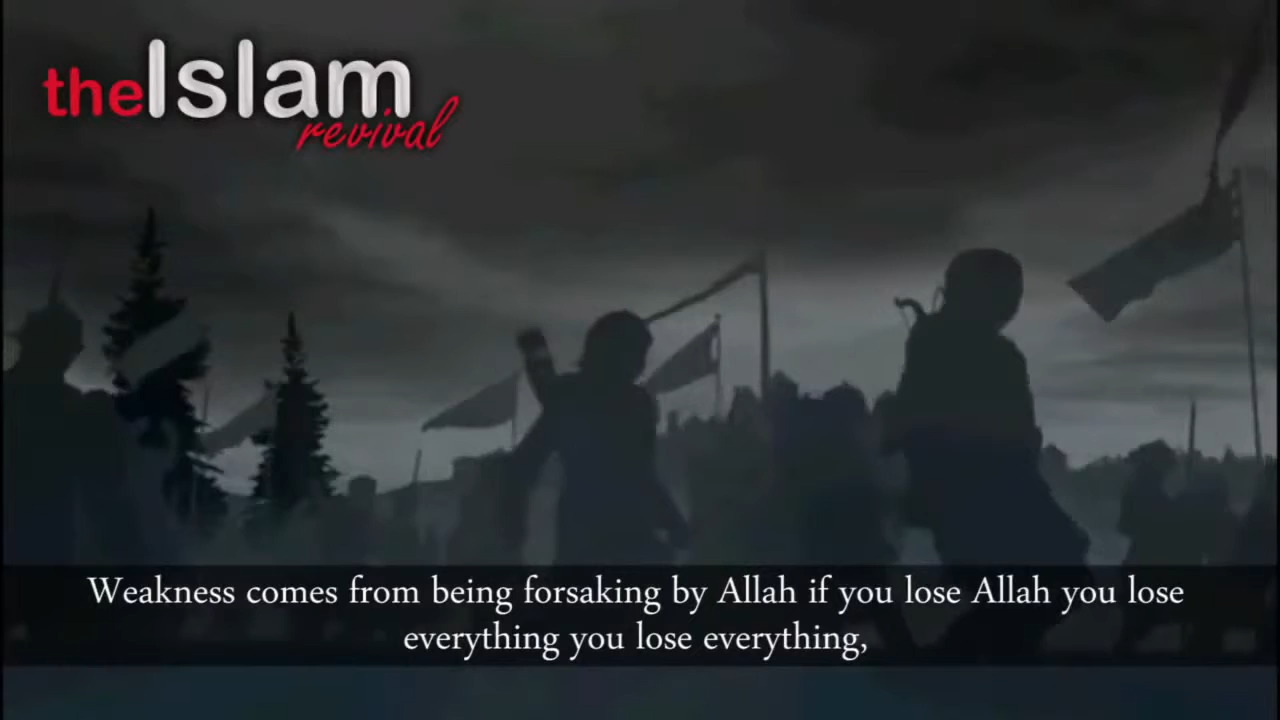 theIslam
revival
Weakness comes from being forsaking by Allah if you lose Allah you lose
everything you lose everything,